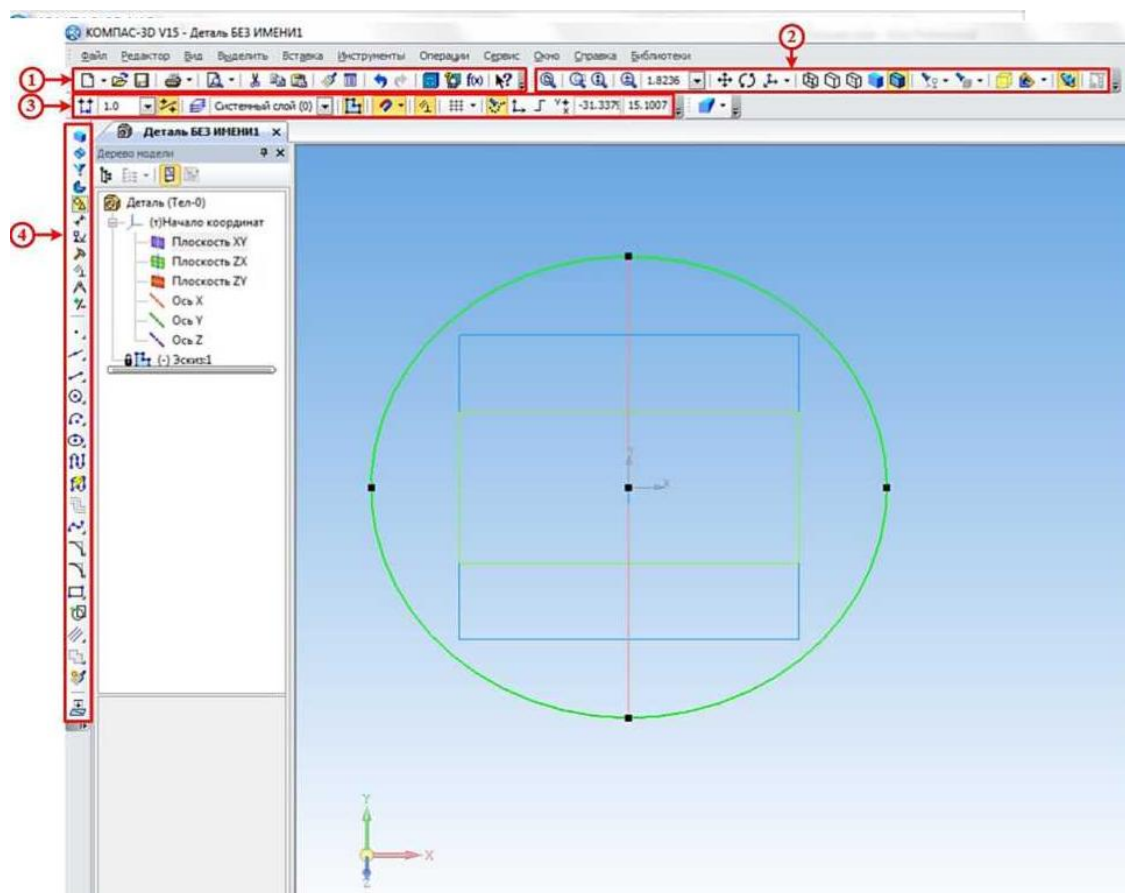 КОМПАС-3D V15 - Деталь БЕЗ ИМЕНИ1
Файл Редактор Вид Выделить Вставка Инструменты Операции Сервис Окно Справка Библиотеки
2
1
f(x)
1.8236
3
1.0
Системный слой (0)
-31.3379 15.1007
Деталь БЕЗ ИМЕНИ1
Дерево модели
4
Деталь (Тел-0)
(т)Начало координат
Плоскость XY
Плоскость ZX
Плоскость ZY
Ось X
Ось Y
Ось Z
(-) Эскиз:1
Y
X
Y
X
Z